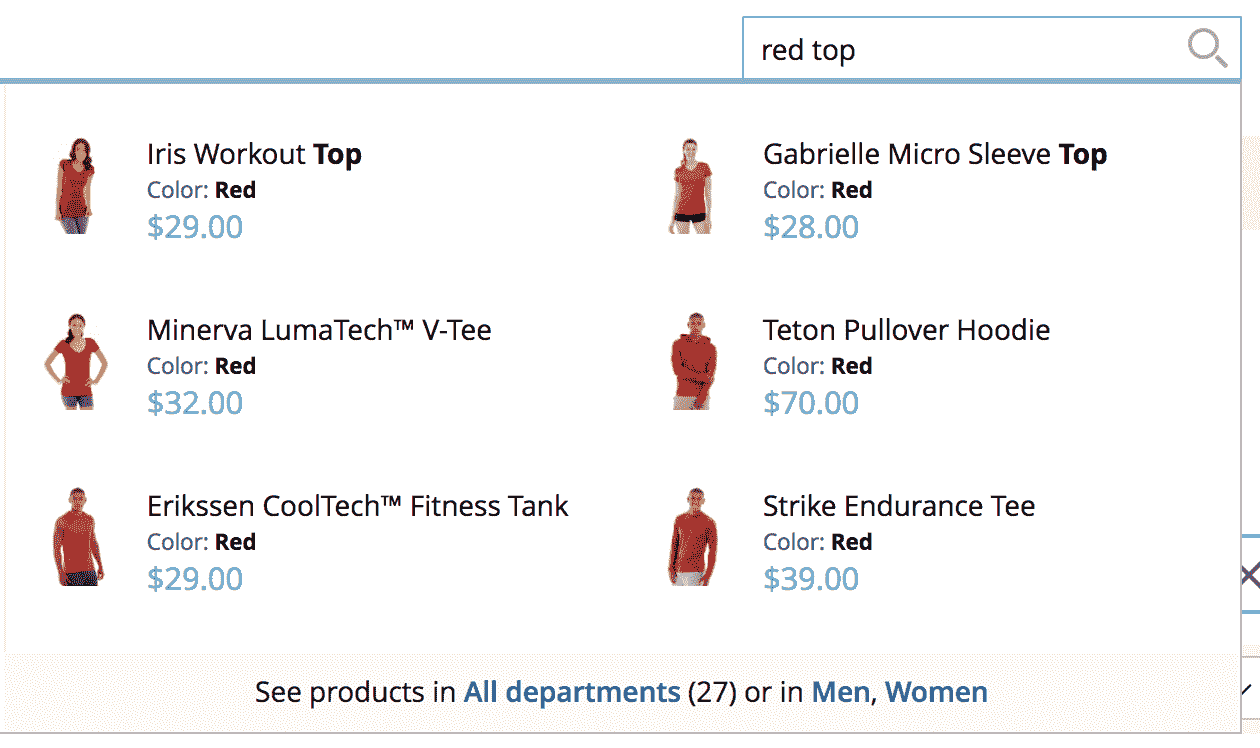 red top
Iris Workout Top
Color: Red
$29.00
Gabrielle Micro Sleeve Top
Color: Red
$28.00
Minerva LumaTech™ V-Tee
Color: Red
$32.00
Teton Pullover Hoodie
Color: Red
$70.00
Erikssen CoolTech™ Fitness Tank
Color: Red
$29.00
Strike Endurance Tee
Color: Red
$39.00
See products in All departments (27) or in Men, Women